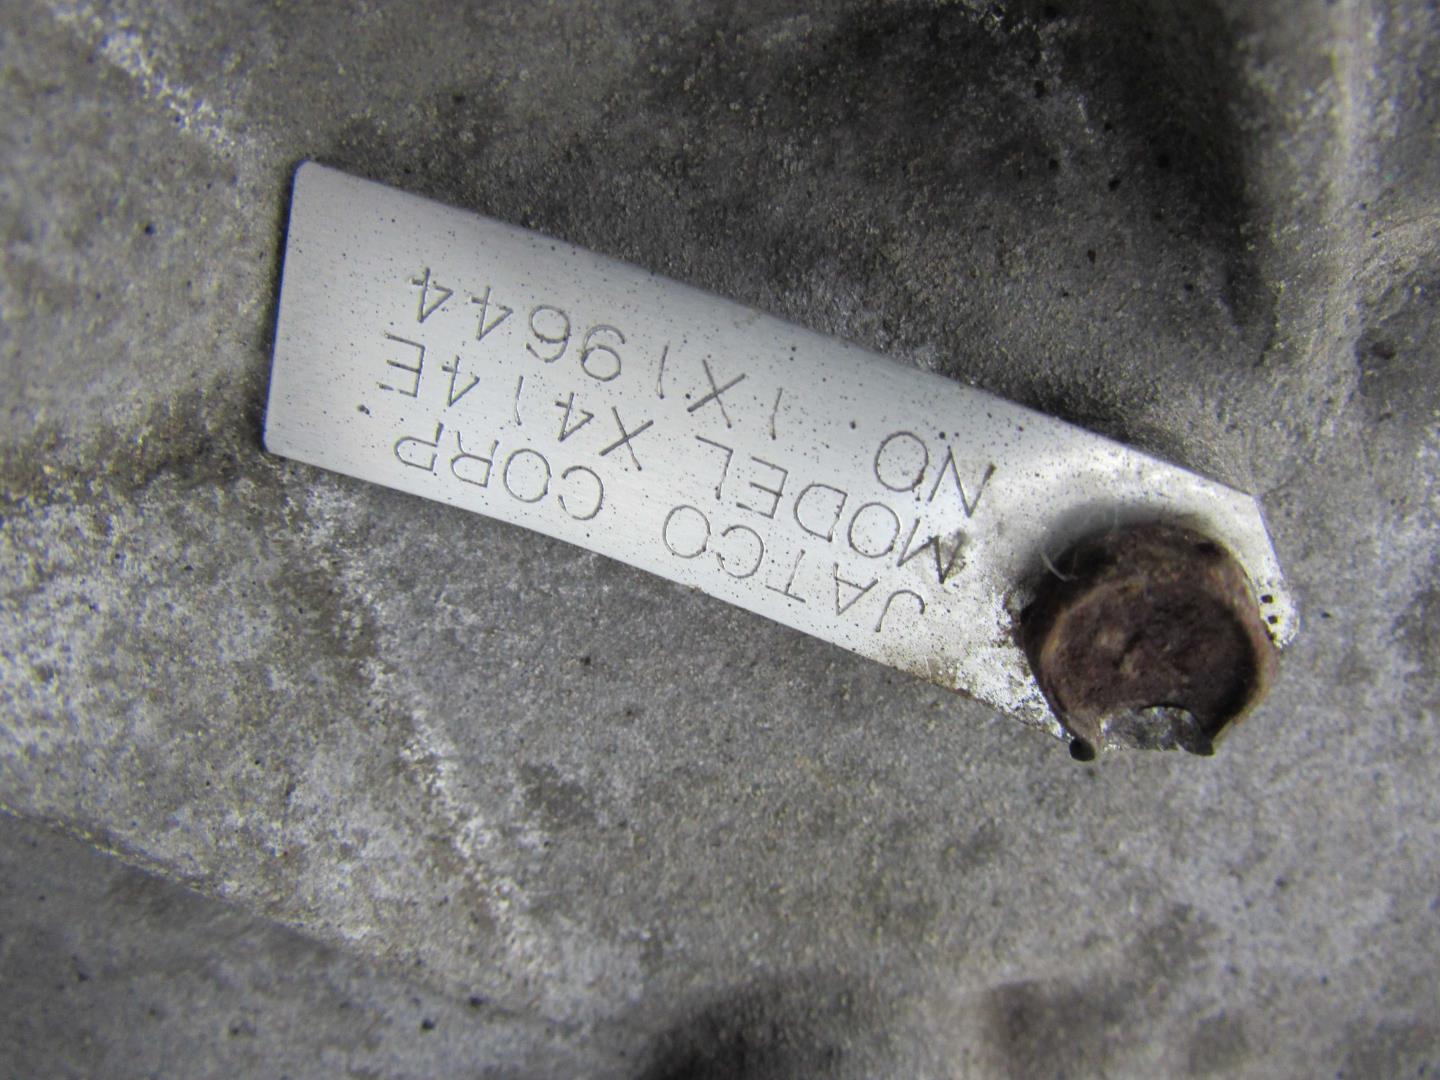 JATCO CORP
MODEL X414E
NO. 1X19644